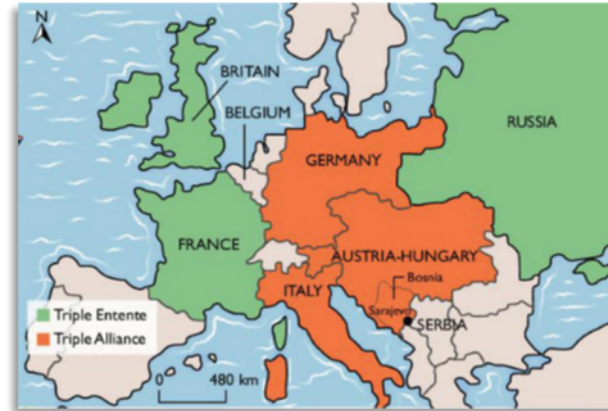 N
BRITAIN
BELGIUM
RUSSIA
GERMANY
FRANCE
AUSTRIA-HUNGARY
Bosnia
ITALY
Sarajevo
SERBIA
Triple Entente
Triple Alliance
0 480 km